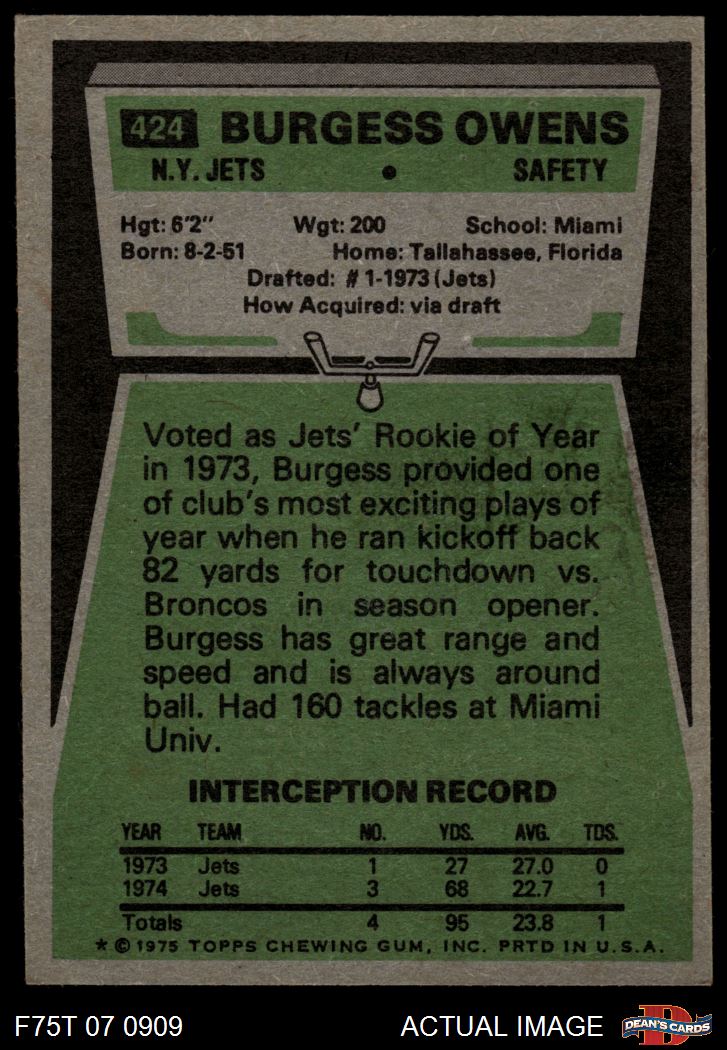 424 BURGESS OWENS
N.Y. JETS • SAFETY
Hgt: 6'2" Wgt: 200 School: Miami
Born: 8-2-51 Home: Tallahassee, Florida
Drafted: #1-1973 (Jets)
How Acquired: via draft
Voted as Jets' Rookie of Year
in 1973, Burgess provided one
of club's most exciting plays of
year when he ran kickoff back
82 yards for touchdown vs.
Broncos in season opener.
Burgess has great range and
speed and is always around
ball. Had 160 tackles at Miami
Univ.
INTERCEPTION RECORD
YEAR TEAM NO. YDS. AVG. TDS.
1973 Jets 1 27 27.0 0
1974 Jets 3 68 22.7 1
Totals 4 95 23.8 1
* © 1975 TOPPS CHEWING GUM, INC. PRTD IN U.S.A.
F75T 07 0909 ACTUAL IMAGE D DEAN'S CARDS